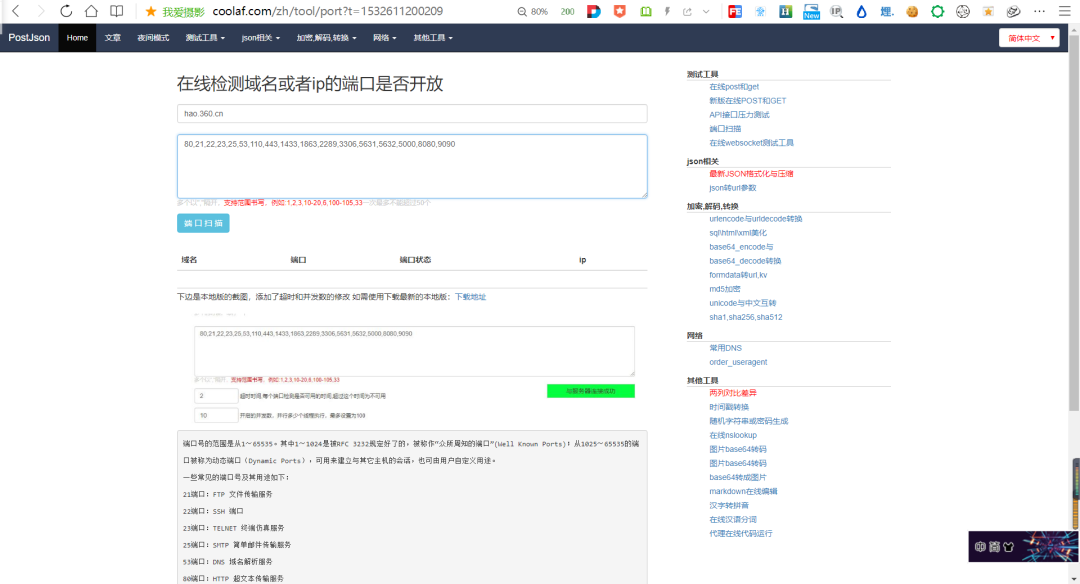 我爱摄影 coolaf.com/zh/tool/port?t=1532611200209
80% 200
PostJson Home 文章 夜间模式 测试工具 json相关 加密,解码,转换 网络 其他工具 简体中文
在线检测域名或者ip的端口是否开放
hao.360.cn
80,21,22,23,25,53,110,443,1433,1863,2289,3306,5631,5632,5000,8080,9090
多个以","隔开，支持范围书写，例如:1,2,3,10-20,6,100-105,33一次最多不能超过50个
端口扫描
域名 端口 端口状态 ip
下边是本地版的截图，添加了超时和并发数的修改 如需使用下载最新的本地版：下载地址
80,21,22,23,25,53,110,443,1433,1863,2289,3306,5631,5632,5000,8080,9090
支持范围书写，例如:1,2,3,10-20,6,100-105,33
2 超时时间:每个端口检测是否可用的时间,超过这个时间为不可用
与服务器连接成功
10 开启的并发数，并行多少个线程执行，最多设置为100
端口号的范围是从1～65535。其中1～1024是被RFC 3232规定好了的，被称作"众所周知的端口"(Well Known Ports)；从1025～65535的端
口被称为动态端口（Dynamic Ports），可用来建立与其它主机的会话，也可由用户自定义用途。
一些常见的端口号及其用途如下：
21端口：FTP 文件传输服务
22端口：SSH 端口
23端口：TELNET 终端仿真服务
25端口：SMTP 简单邮件传输服务
53端口：DNS 域名解析服务
80端口：HTTP 超文本传输服务
测试工具
在线post和get
新版在线POST和GET
API接口压力测试
端口扫描
在线websocket测试工具
json相关
最新JSON格式化与压缩
json转url参数
加密,解码,转换
urlencode与urldecode转换
sql\html\xml美化
base64_encode与
base64_decode转换
formdata转url,kv
md5加密
unicode与中文互转
sha1,sha256,sha512
网络
常用DNS
order_useragent
其他工具
两列对比差异
时间戳转换
随机字符串或密码生成
在线nslookup
图片base64转码
图片base64转码
base64转成图片
markdown在线编辑
汉字转拼音
在线汉语分词
代理在线代码运行
中 简